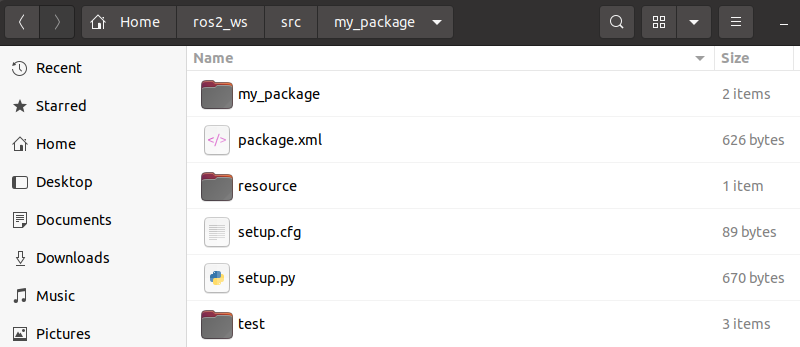 Home ros2_ws src my_package
Name Size
Recent
Starred
Home
Desktop
Documents
Downloads
Music
Pictures
my_package 2 items
</> package.xml 626 bytes
resource 1 item
setup.cfg 89 bytes
setup.py 670 bytes
test 3 items